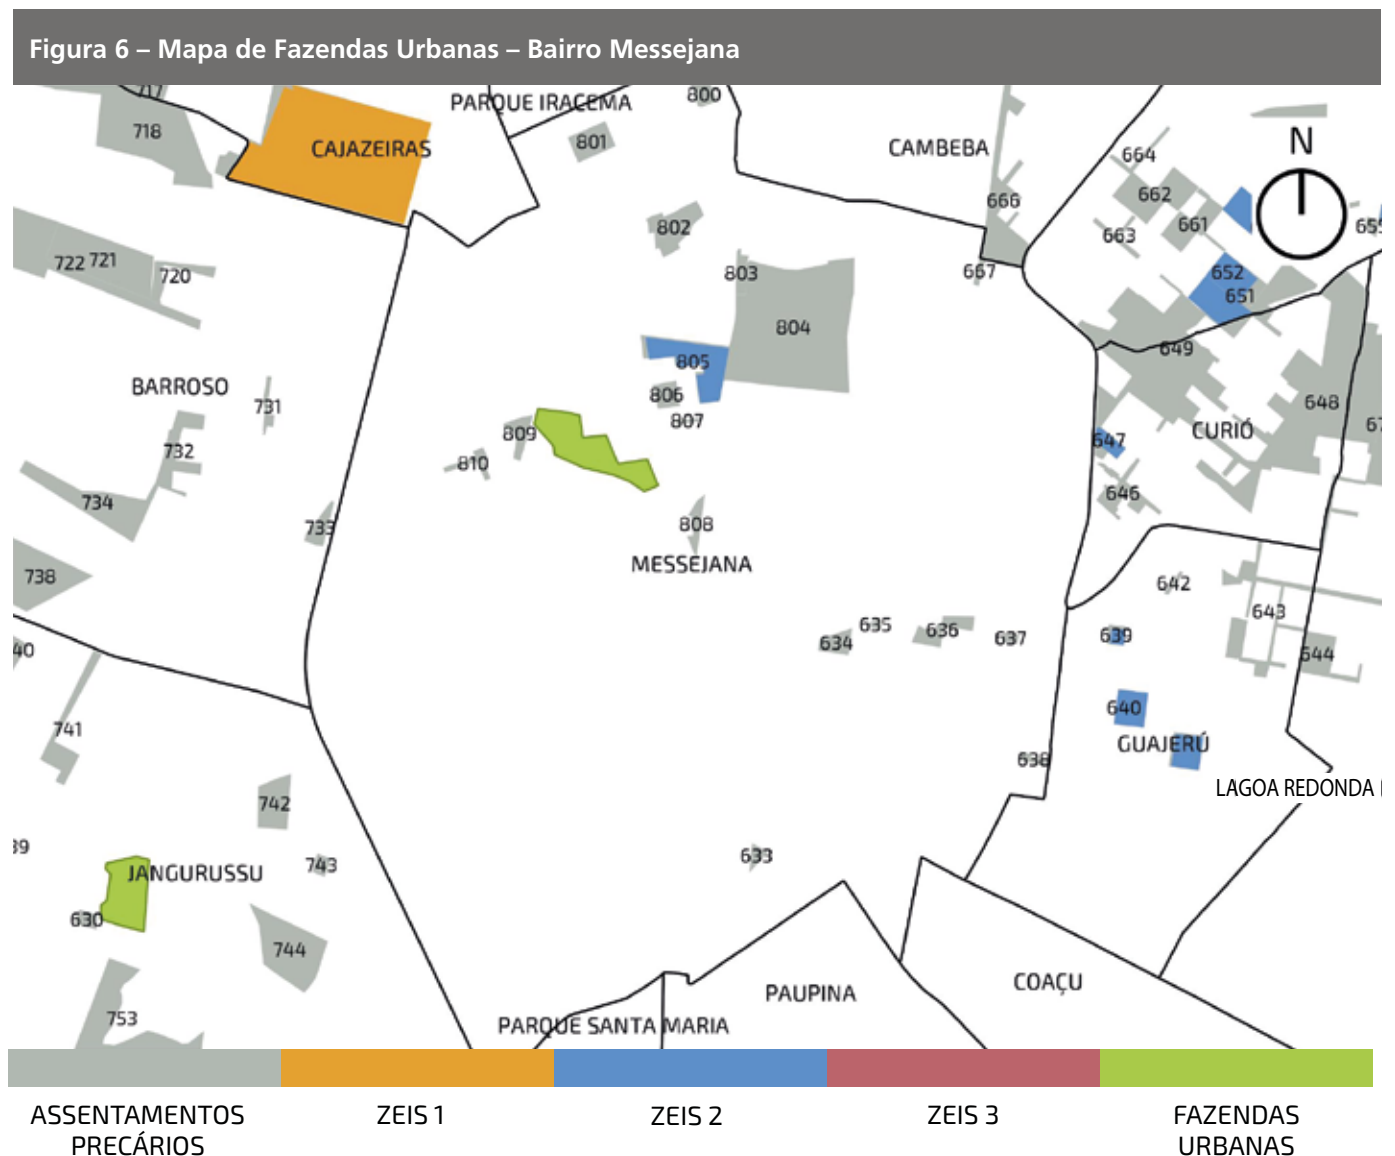 Figura 6 – Mapa de Fazendas Urbanas – Bairro Messejana
717
PARQUE IRACEMA
800
718
CAJAZEIRAS
801
CAMBEBA
N
664
662
666
802
661
663
655
722 721
720
803
667
652
651
804
649
805
BARROSO
806
731
807
648
809
CURIÓ
647
732
810
646
734
733
808
MESSEJANA
738
642
643
635
636
637
639
634
40
644
640
741
GUAJERÚ
638
LAGOA REDONDA
742
39
633
743
JANGURUSSU
630
744
COAÇU
PAUPINA
753
PARQUE SANTA MARIA
ASSENTAMENTOS
PRECÁRIOS
ZEIS 1
ZEIS 2
ZEIS 3
FAZENDAS
URBANAS